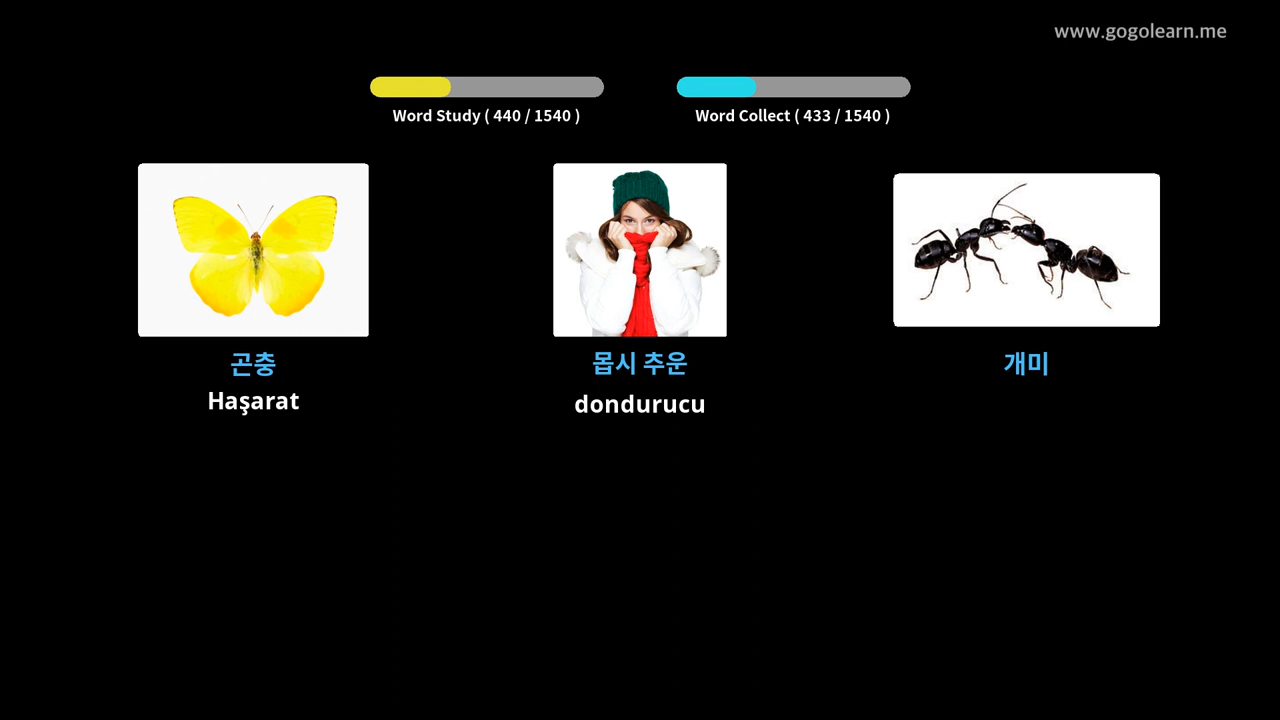 www.gogolearn.me
Word Study ( 440 / 1540 )
Word Collect ( 433 / 1540 )
곤충
Haşarat
몹시 추운
dondurucu
개미